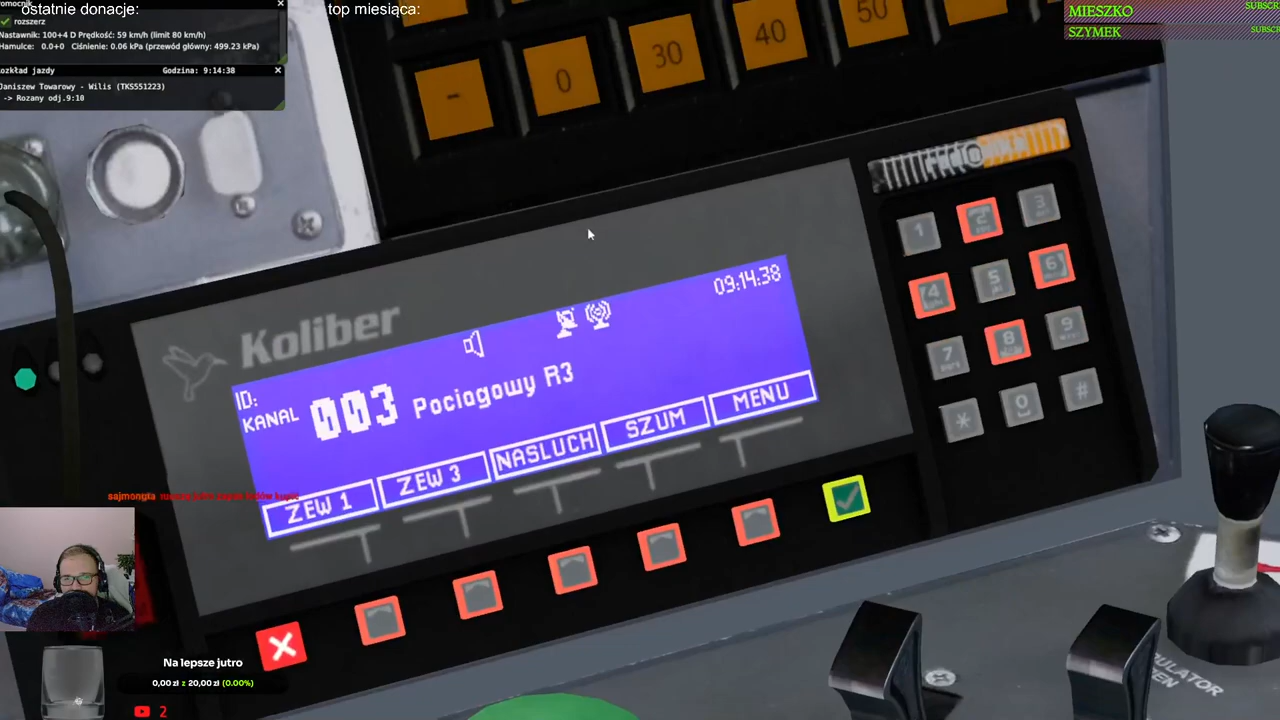 ostatnie donacje:
top miesiąca:
MIESZKO
SUBSCR
SZYMEK
SUBSC
rozszerz
Nastawnik: 100+4 D Prędkość: 59 km/h (limit 80 km/h)
Hamulce: 0.0+0 Ciśnienie: 0.06 kPa (przewód główny: 499.23 kPa)
Rozkład jazdy
Godzina: 9:14:38
Daniszew Towarowy - Wilis (TKS551223)
-> Rozany odj.9:10
-
0
30
40
50
1
2
3
4
5
6
7
8
9
*
0
#
Koliber
09:14:38
ID:
KANAL 003 Pociagowy R3
ZEW 1
ZEW 3
NASLUCH
SZUM
MENU
sajmongta
Na lepsze jutro
0,00 zł z 20,00 zł (0.00%)
2